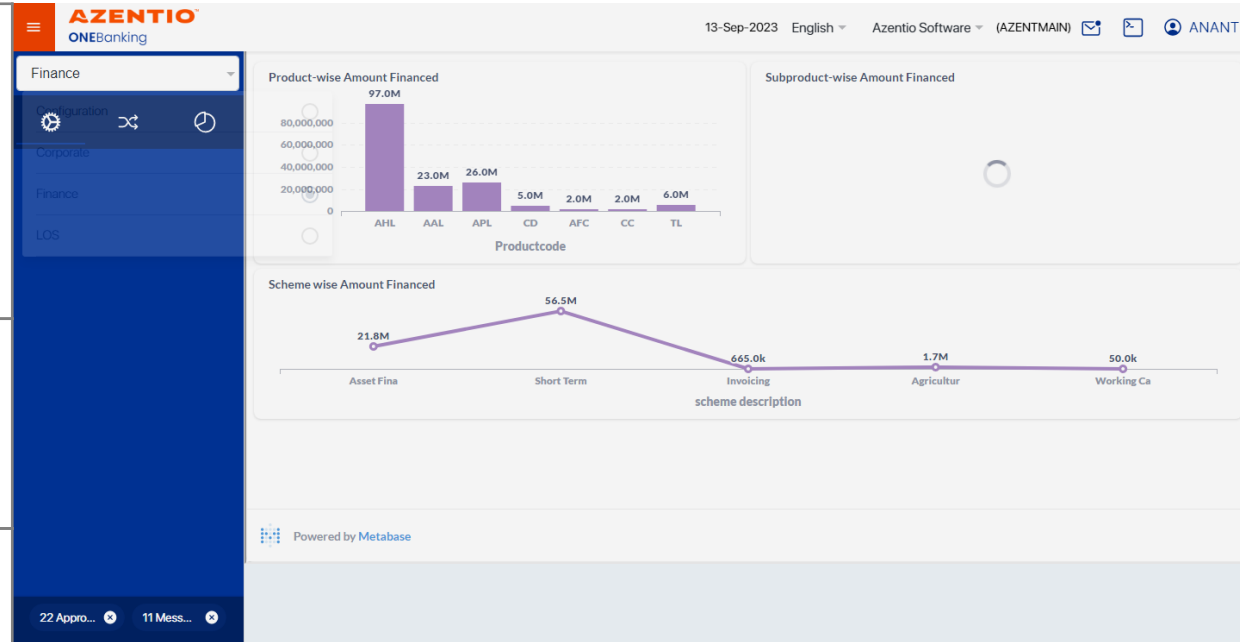 AZENTIO™
ONEBanking
13-Sep-2023 English Azentio Software (AZENTMAIN) ANANT
Finance
Configuration
Corporate
Finance
LOS
22 Appro... 11 Mess...
Product-wise Amount Financed
97.0M
80,000,000
60,000,000
40,000,000
20,000,000
0
23.0M 26.0M 5.0M 2.0M 2.0M 6.0M
AHL AAL APL CD AFC CC TL
Productcode
Subproduct-wise Amount Financed
Scheme wise Amount Financed
21.8M 56.5M 665.0k 1.7M 50.0k
Asset Fina Short Term Invoicing Agricultur Working Ca
scheme description
Powered by Metabase